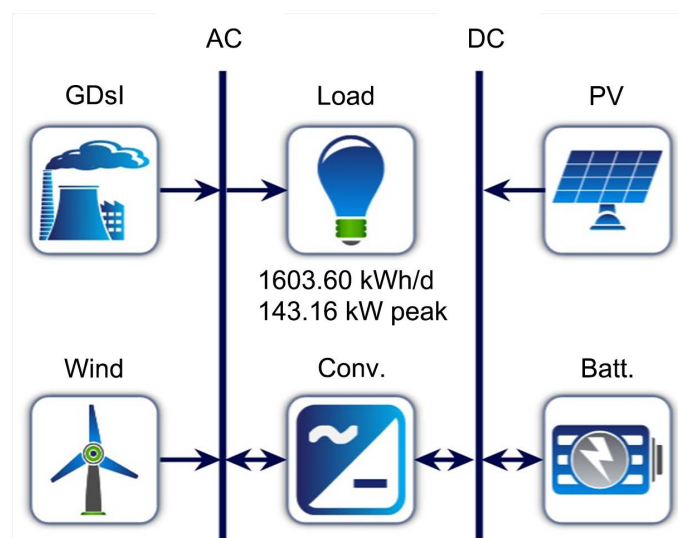 AC
DC
GDsl
Load
PV
1603.60 kWh/d
143.16 kW peak
Wind
Conv.
Batt.